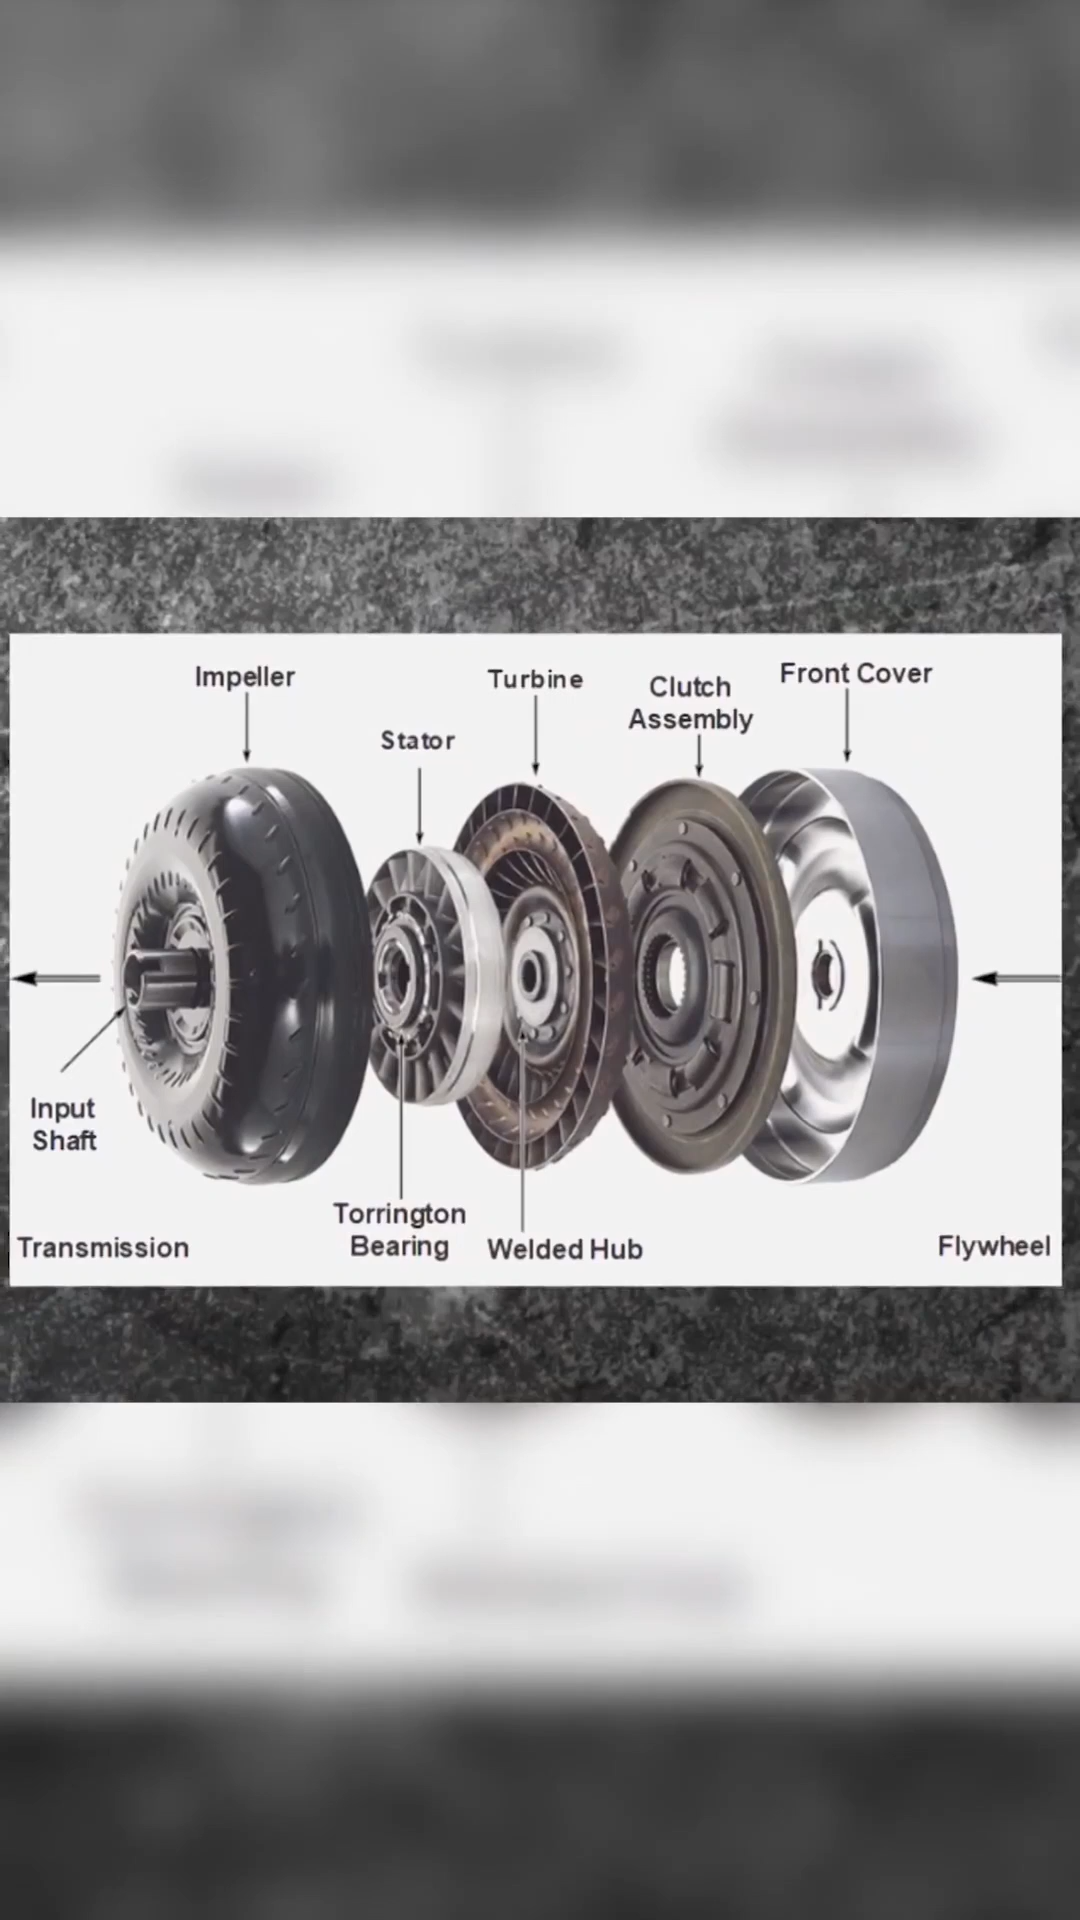 Impeller
Stator
Turbine
Clutch
Assembly
Front Cover
Input
Shaft
Torrington
Bearing
Welded Hub
Transmission
Flywheel